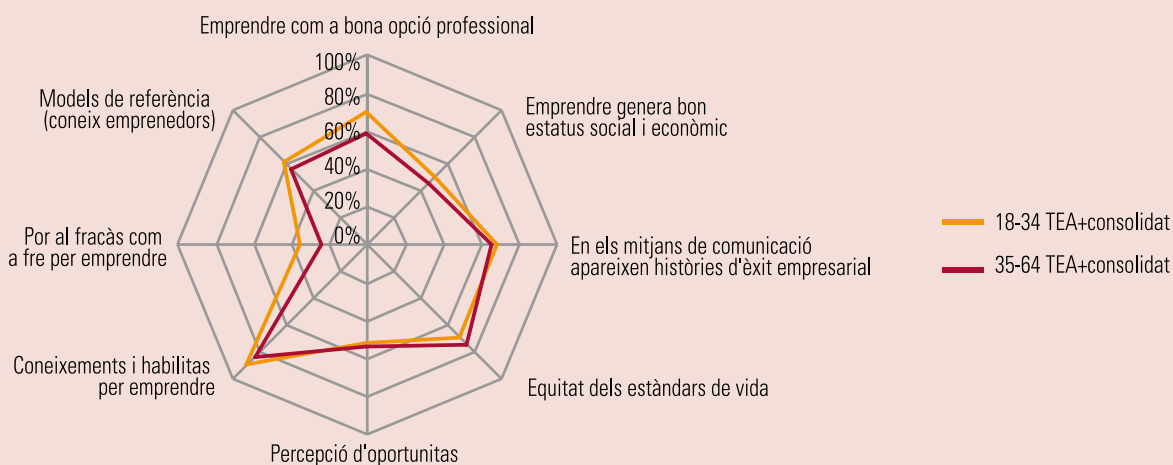 Emprendre com a bona opció professional
100%
80%
60%
40%
20%
0%
Emprendre genera bon
estatus social i econòmic
En els mitjans de comunicació
apareixen històries d'èxit empresarial
Equitat dels estàndars de vida
Percepció d'oportunitas
Coneixements i habilitas
per emprendre
Por al fracàs com
a fre per emprendre
Models de referència
(coneix emprenedors)
18-34 TEA+consolidat
35-64 TEA+consolidat